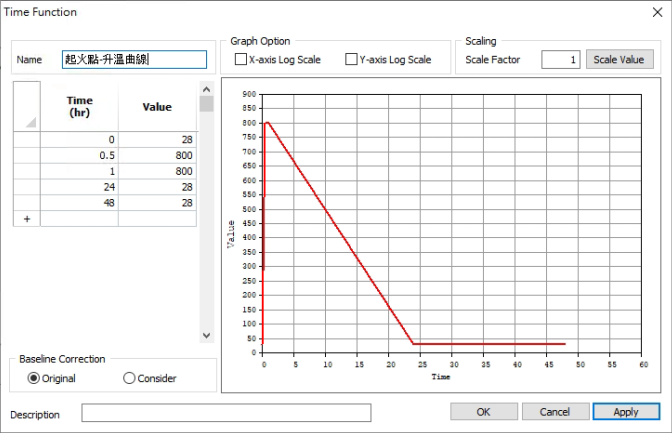 Time Function
Name 起火點-升溫曲線
Graph Option
X-axis Log Scale Y-axis Log Scale
Scaling
Scale Factor 1 Scale Value
Time (hr) Value
0 28
0.5 800
1 800
24 28
48 28
+
900
850
800
750
700
650
600
550
500
450
400
350
300
250
200
150
100
50
0
Value
0 5 10 15 20 25 30 35 40 45 50 55 60
Time
Baseline Correction
Original Consider
Description
OK Cancel Apply